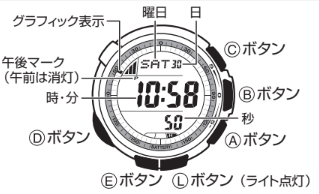 曜日
日
グラフィック表示
午後マーク
(午前は消灯)
時・分
SAT 30
10:58
50
秒
Ⓒボタン
Ⓑボタン
Ⓐボタン
Ⓓボタン
Ⓔボタン
Ⓛボタン (ライト点灯)